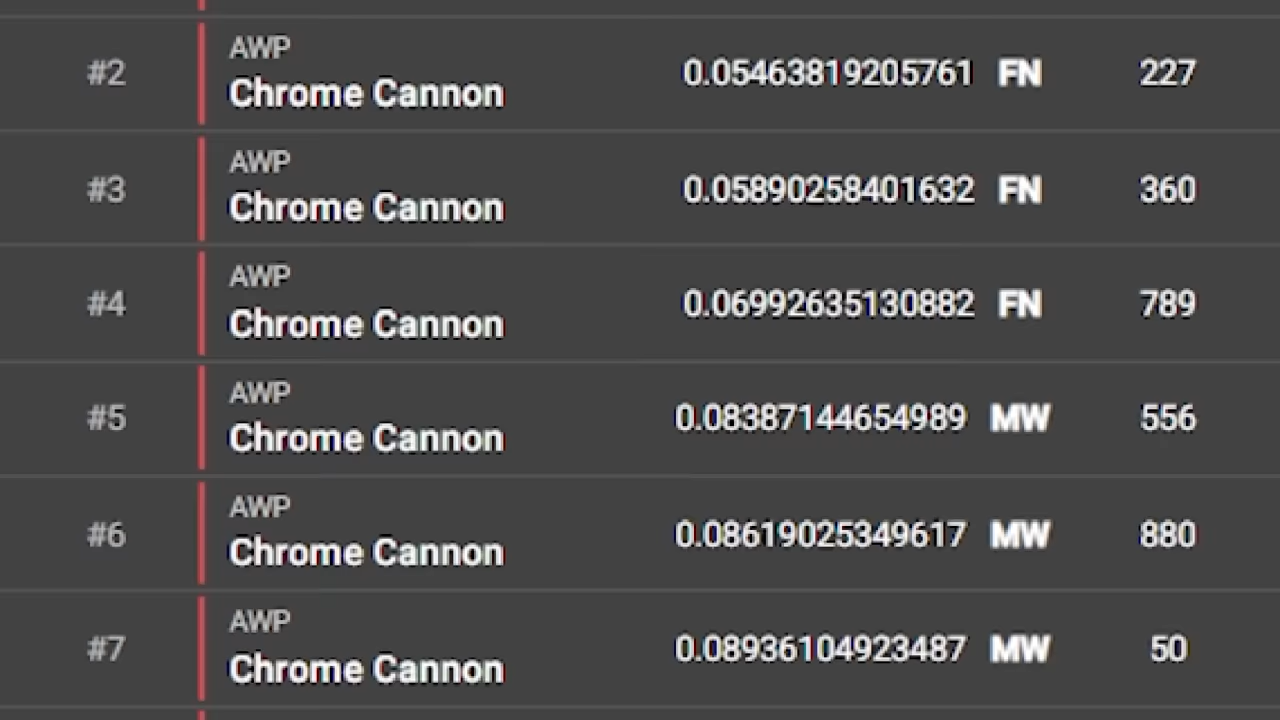 #2 AWP Chrome Cannon 0.05463819205761 FN 227
#3 AWP Chrome Cannon 0.05890258401632 FN 360
#4 AWP Chrome Cannon 0.06992635130882 FN 789
#5 AWP Chrome Cannon 0.08387144654989 MW 556
#6 AWP Chrome Cannon 0.08619025349617 MW 880
#7 AWP Chrome Cannon 0.08936104923487 MW 50